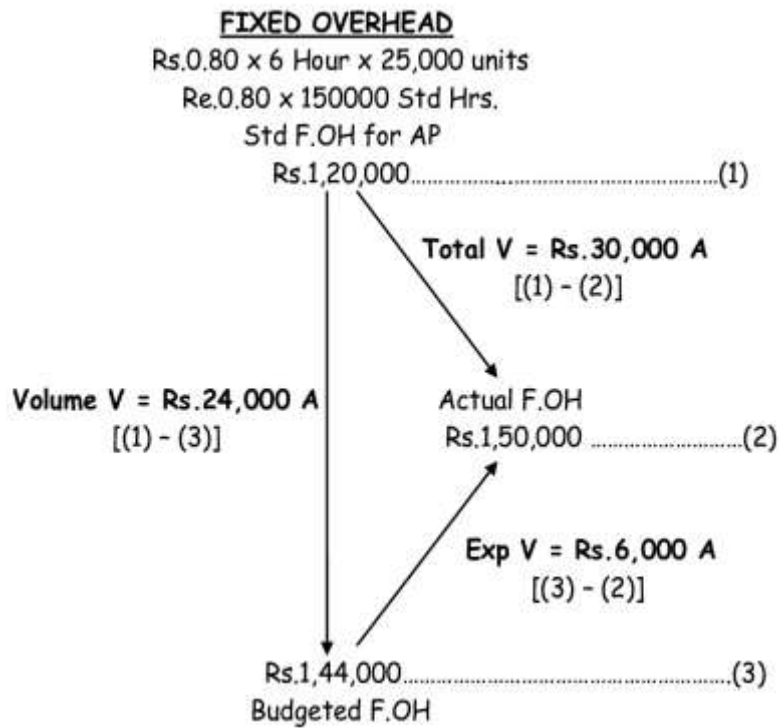 FIXED OVERHEAD
Rs.0.80 x 6 Hour x 25,000 units
Re.0.80 x 150000 Std Hrs.
Std F.OH for AP
Rs.1,20,000..................................................(1)
Total V = Rs.30,000 A
[(1) – (2)]
Volume V = Rs.24,000 A
[(1) – (3)]
Actual F.OH
Rs.1,50,000 .........................(2)
Exp V = Rs.6,000 A
[(3) – (2)]
Rs.1,44,000......................................................(3)
Budgeted F.OH